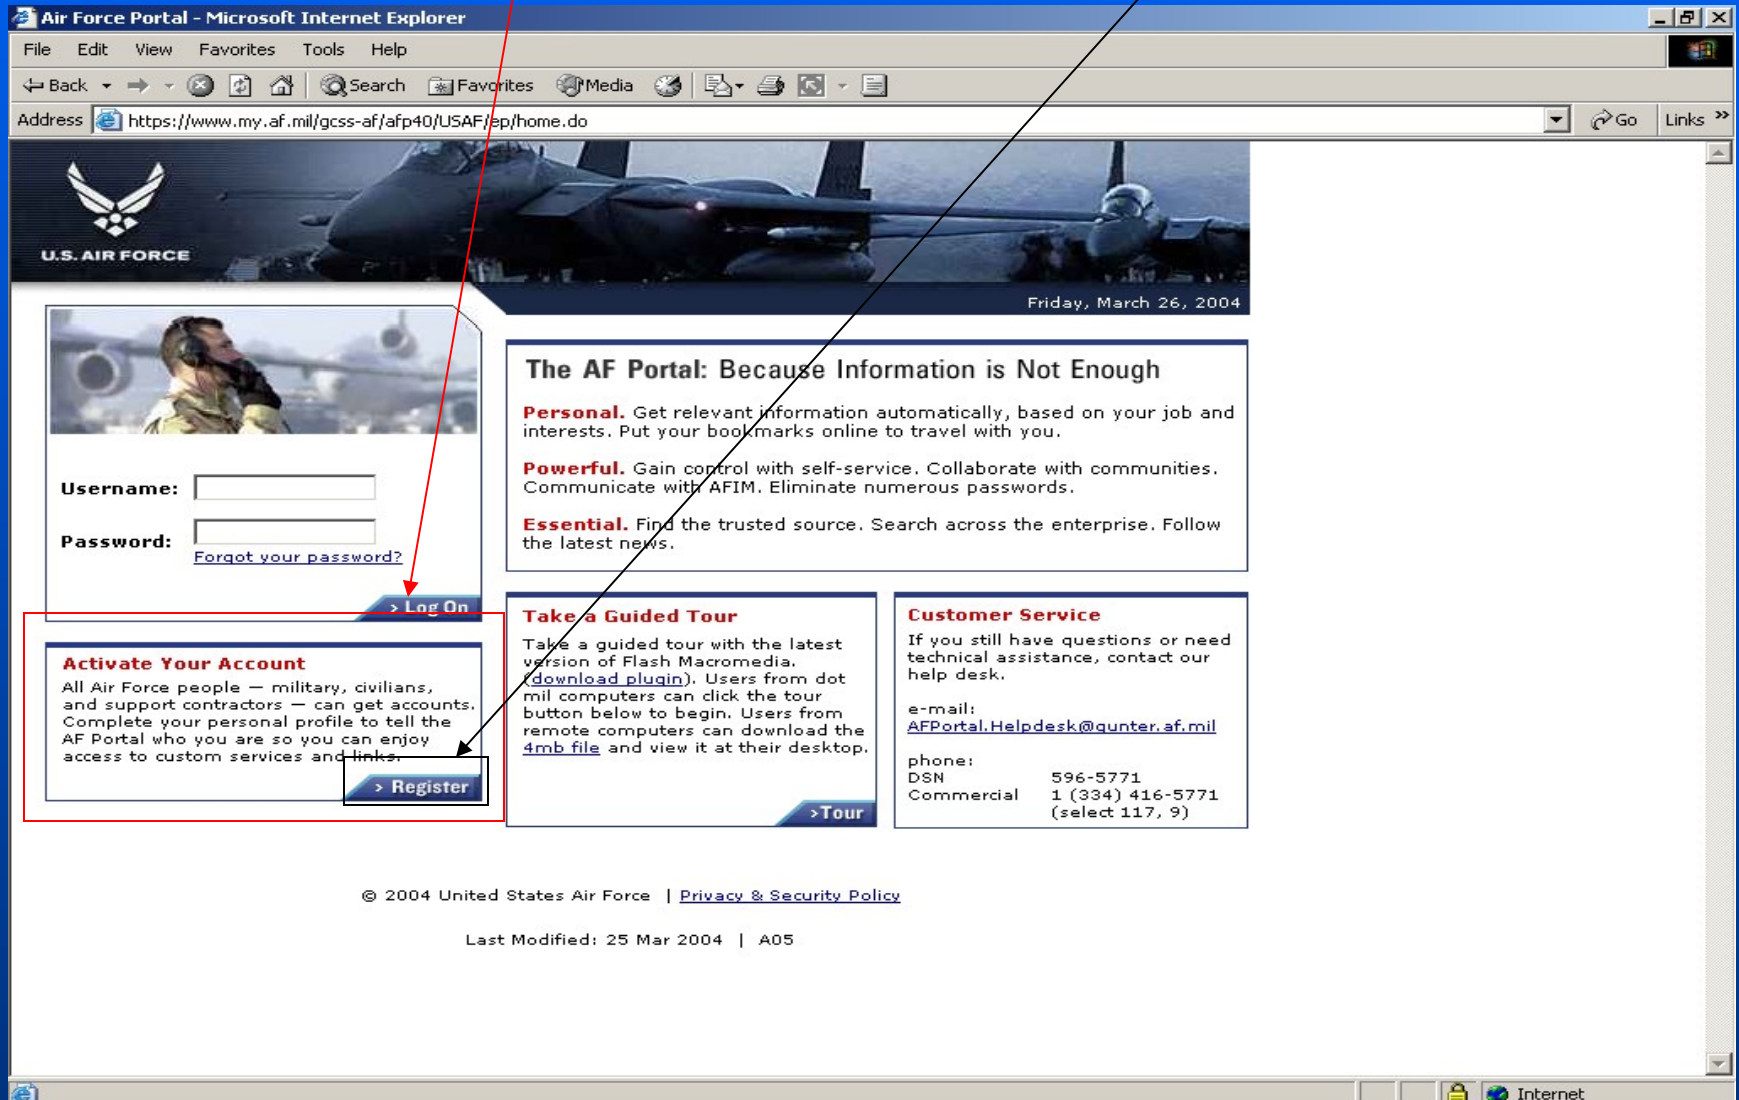 Air Force Portal - Microsoft Internet Explorer
File Edit View Favorites Tools Help
Back Search Favorites Media
Address https://www.my.af.mil/gcss-af/afp40/USAF/ep/home.do Go Links »
U.S. AIR FORCE
Friday, March 26, 2004
Username:
Password:
Forgot your password?
> Log On
The AF Portal: Because Information is Not Enough
Personal. Get relevant information automatically, based on your job and
interests. Put your bookmarks online to travel with you.
Powerful. Gain control with self-service. Collaborate with communities.
Communicate with AFIM. Eliminate numerous passwords.
Essential. Find the trusted source. Search across the enterprise. Follow
the latest news.
Activate Your Account
All Air Force people — military, civilians,
and support contractors — can get accounts.
Complete your personal profile to tell the
AF Portal who you are so you can enjoy
access to custom services and links.
> Register
Take a Guided Tour
Take a guided tour with the latest
version of Flash Macromedia.
(download plugin). Users from dot
mil computers can click the tour
button below to begin. Users from
remote computers can download the
4mb file and view it at their desktop.
>Tour
Customer Service
If you still have questions or need
technical assistance, contact our
help desk.
e-mail:
AFPortal.Helpdesk@gunter.af.mil
phone:
DSN 596-5771
Commercial 1 (334) 416-5771
(select 117, 9)
© 2004 United States Air Force | Privacy & Security Policy
Last Modified: 25 Mar 2004 | A05
Internet